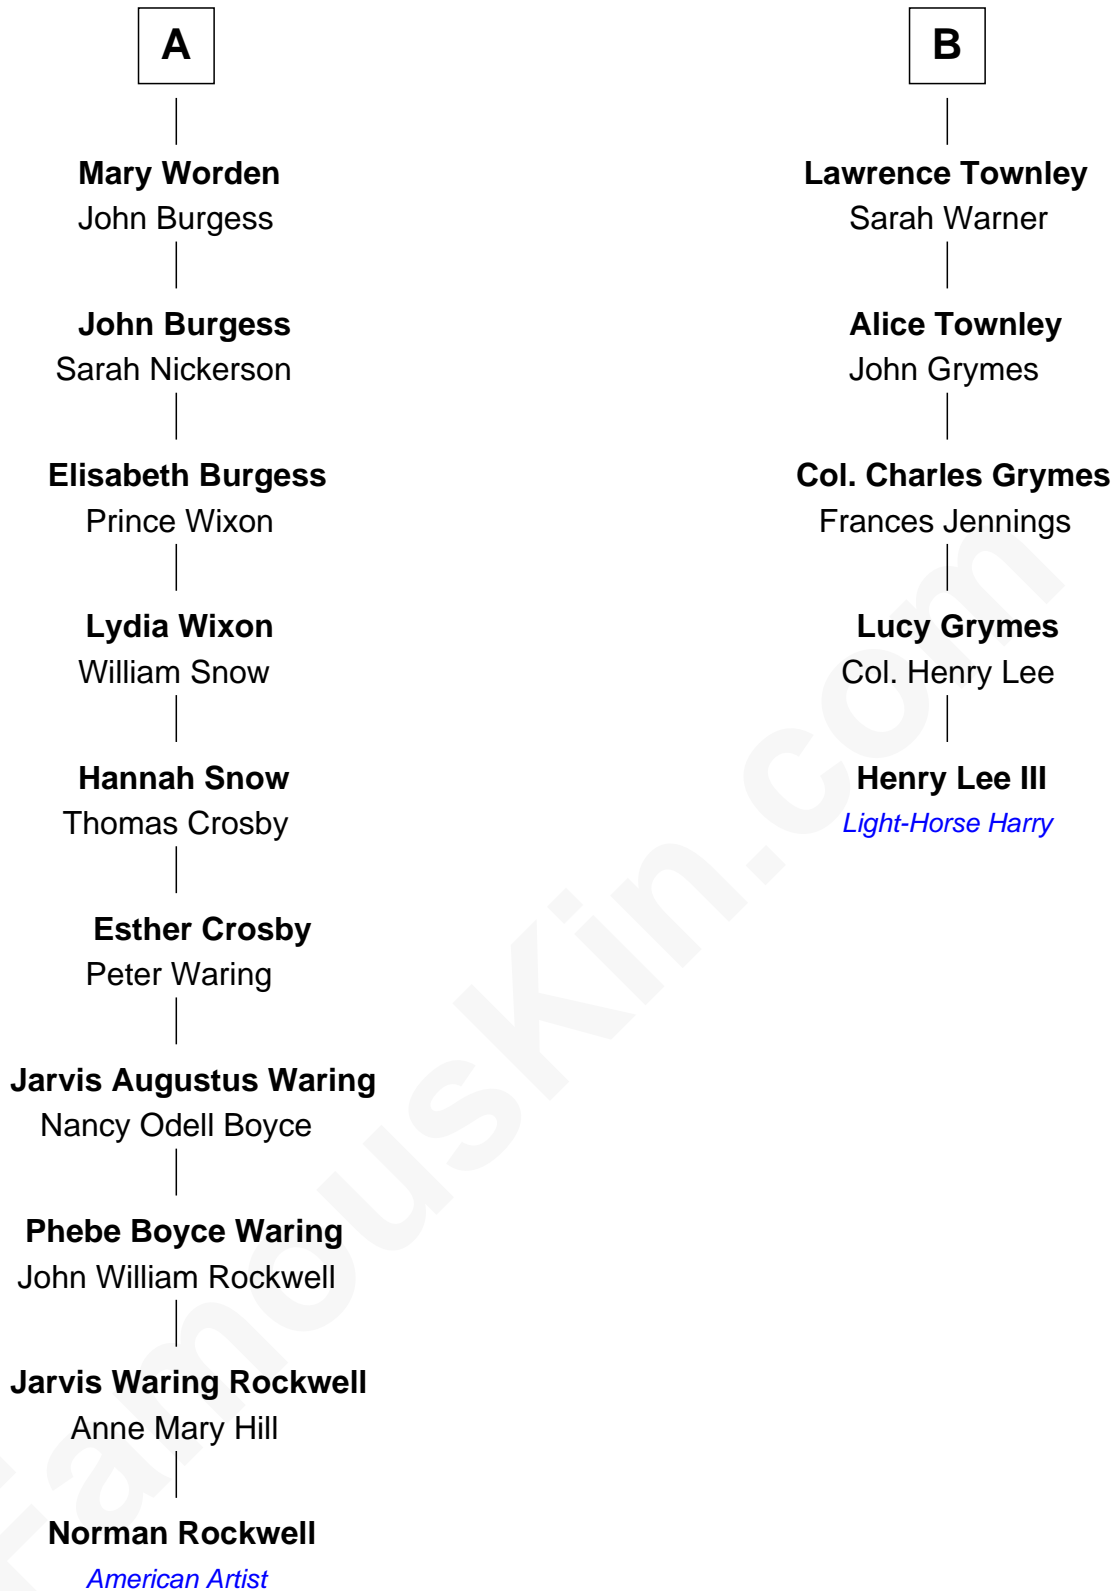 A
Mary Worden
John Burgess
John Burgess
Sarah Nickerson
Elisabeth Burgess
Prince Wixon
Lydia Wixon
William Snow
Hannah Snow
Thomas Crosby
Esther Crosby
Peter Waring
Jarvis Augustus Waring
Nancy Odell Boyce
Phebe Boyce Waring
John William Rockwell
Jarvis Waring Rockwell
Anne Mary Hill
Norman Rockwell
American Artist
B
Lawrence Townley
Sarah Warner
Alice Townley
John Grymes
Col. Charles Grymes
Frances Jennings
Lucy Grymes
Col. Henry Lee
Henry Lee III
Light-Horse Harry
FamousKin.com